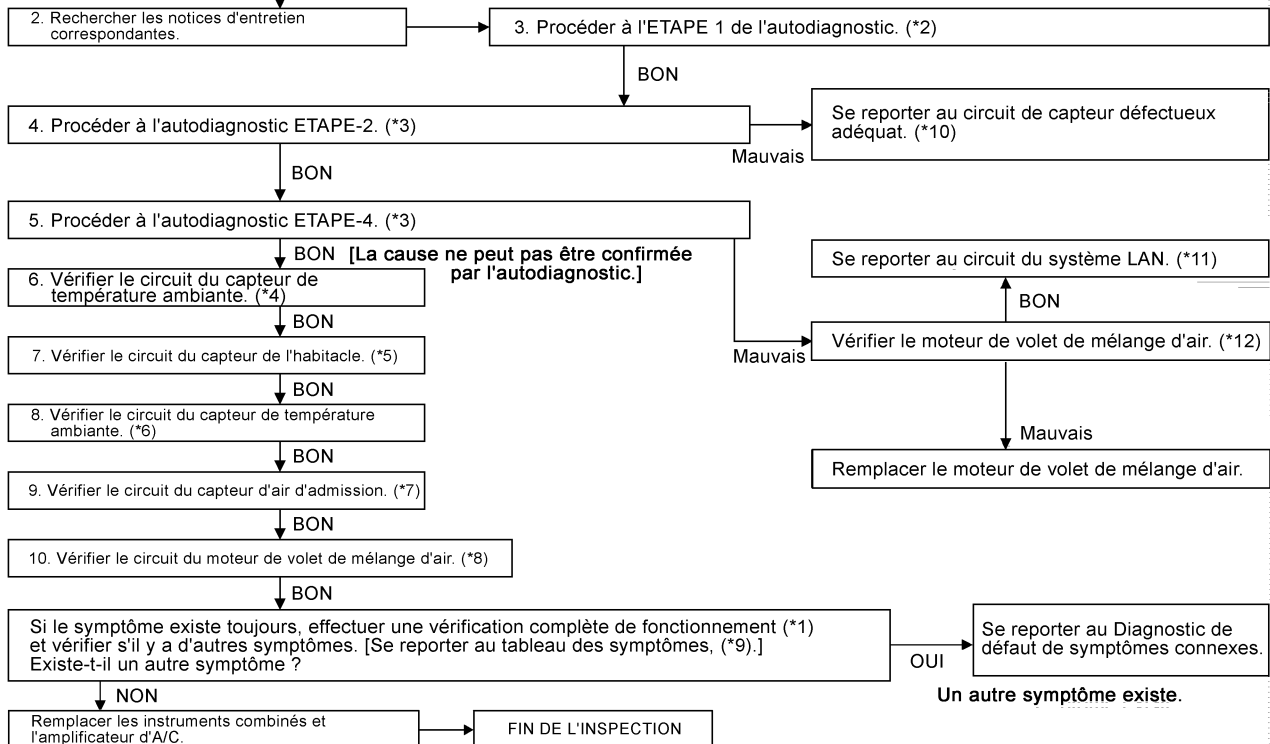 2. Rechercher les notices d'entretien
correspondantes.
3. Procéder à l'ETAPE 1 de l'autodiagnostic. (*2)
BON
4. Procéder à l'autodiagnostic ETAPE-2. (*3)
Mauvais
Se reporter au circuit de capteur défectueux
adéquat. (*10)
BON
5. Procéder à l'autodiagnostic ETAPE-4. (*3)
BON
[La cause ne peut pas être confirmée
par l'autodiagnostic.]
Se reporter au circuit du système LAN. (*11)
6. Vérifier le circuit du capteur de
température ambiante. (*4)
BON
BON
Mauvais
Vérifier le moteur de volet de mélange d'air. (*12)
7. Vérifier le circuit du capteur de l'habitacle. (*5)
BON
8. Vérifier le circuit du capteur de température
ambiante. (*6)
Mauvais
BON
Remplacer le moteur de volet de mélange d'air.
9. Vérifier le circuit du capteur d'air d'admission. (*7)
BON
10. Vérifier le circuit du moteur de volet de mélange d'air. (*8)
BON
Si le symptôme existe toujours, effectuer une vérification complète de fonctionnement (*1)
et vérifier s'il y a d'autres symptômes. [Se reporter au tableau des symptômes, (*9).]
Existe-t-il un autre symptôme ?
OUI
Se reporter au Diagnostic de
défaut de symptômes connexes.
Un autre symptôme existe.
NON
Remplacer les instruments combinés et
l'amplificateur d'A/C.
FIN DE L'INSPECTION